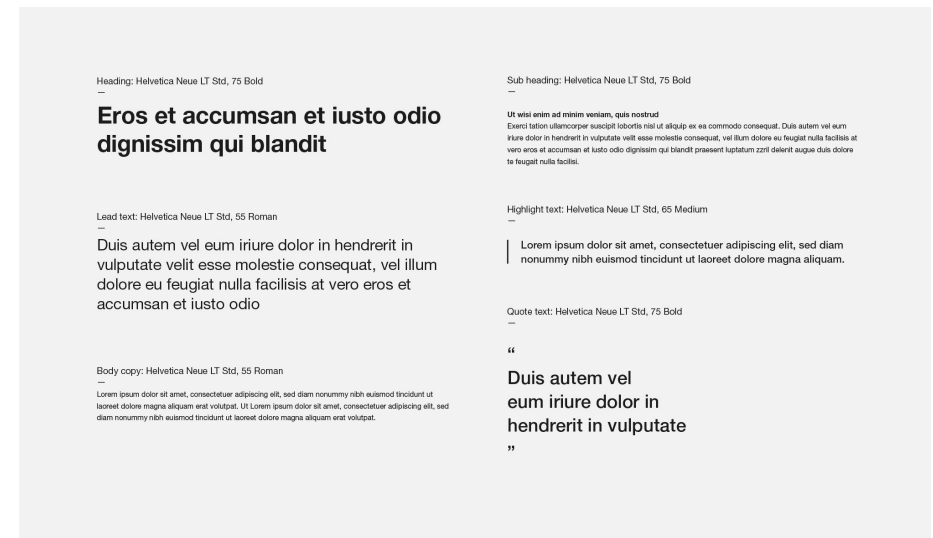 Heading: Helvetica Neue LT Std, 75 Bold
—
Eros et accumsan et iusto odio
dignissim qui blandit
Lead text: Helvetica Neue LT Std, 55 Roman
—
Duis autem vel eum iriure dolor in hendrerit in
vulputate velit esse molestie consequat, vel illum
dolore eu feugiat nulla facilisis at vero eros et
accumsan et iusto odio
Body copy: Helvetica Neue LT Std, 55 Roman
—
Lorem ipsum dolor sit amet, consectetuer adipiscing elit, sed diam nonummy nibh euismod tincidunt ut
laoreet dolore magna aliquam erat volutpat. Ut Lorem ipsum dolor sit amet, consectetuer adipiscing elit, sed
diam nonummy nibh euismod tincidunt ut laoreet dolore magna aliquam erat volutpat.
Sub heading: Helvetica Neue LT Std, 75 Bold
—
Ut wisi enim ad minim veniam, quis nostrud
Exerci tation ullamcorper suscipit lobortis nisl ut aliquip ex ea commodo consequat. Duis autem vel eum
iriure dolor in hendrerit in vulputate velit esse molestie consequat, vel illum dolore eu feugiat nulla facilisis at
vero eros et accumsan et iusto odio dignissim qui blandit praesent luptatum zzril delenit augue duis dolore
te feugait nulla facilisi.
Highlight text: Helvetica Neue LT Std, 65 Medium
—
Lorem ipsum dolor sit amet, consectetuer adipiscing elit, sed diam
nonummy nibh euismod tincidunt ut laoreet dolore magna aliquam.
Quote text: Helvetica Neue LT Std, 75 Bold
—
“
Duis autem vel
eum iriure dolor in
hendrerit in vulputate
”